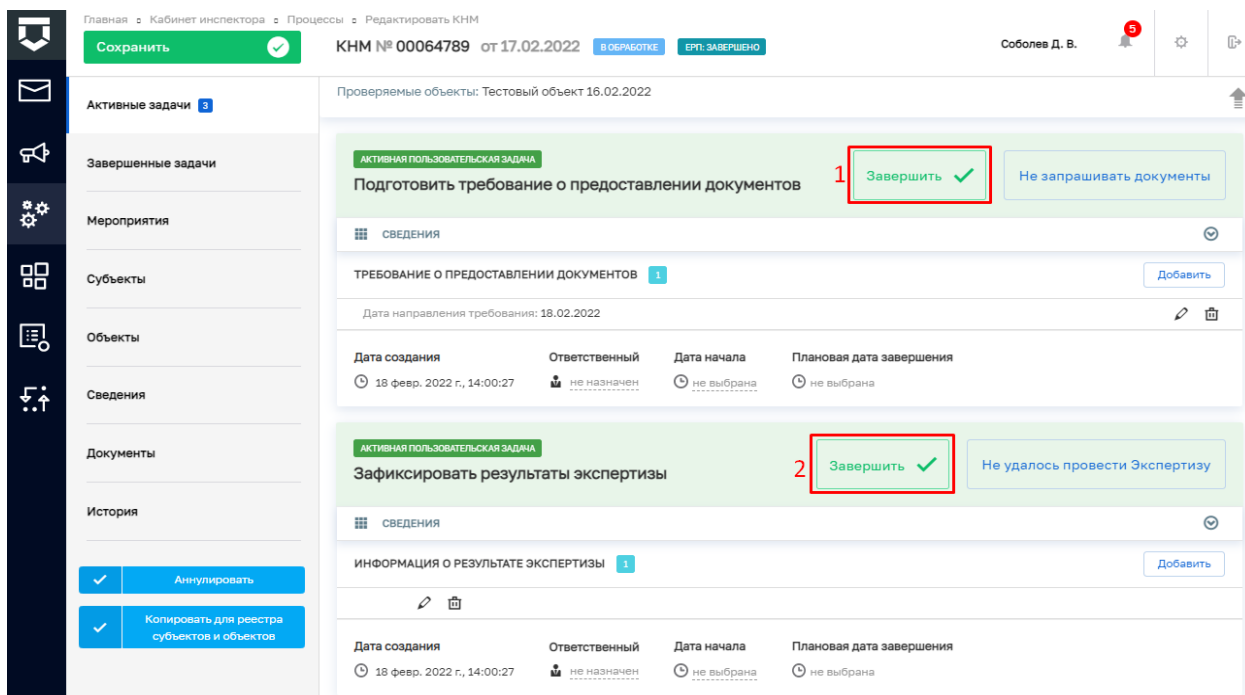 Главная Кабинет инспектора Процессы Редактировать КНМ
Сохранить
КНМ № 00064789 от 17.02.2022 В ОБРАБОТКЕ ЕРП: ЗАВЕРШЕНО
Соболев Д. В.
5
Активные задачи 3
Завершенные задачи
Мероприятия
Субъекты
Объекты
Сведения
Документы
История
Аннулировать
Копировать для реестра
субъектов и объектов
Проверяемые объекты: Тестовый объект 16.02.2022
АКТИВНАЯ ПОЛЬЗОВАТЕЛЬСКАЯ ЗАДАЧА
Подготовить требование о предоставлении документов
1 Завершить
Не запрашивать документы
СВЕДЕНИЯ
ТРЕБОВАНИЕ О ПРЕДОСТАВЛЕНИИ ДОКУМЕНТОВ 1 Добавить
Дата направления требования: 18.02.2022
Дата создания Ответственный Дата начала Плановая дата завершения
18 февр. 2022 г., 14:00:27 не назначен не выбрана не выбрана
АКТИВНАЯ ПОЛЬЗОВАТЕЛЬСКАЯ ЗАДАЧА
Зафиксировать результаты экспертизы
2 Завершить
Не удалось провести Экспертизу
СВЕДЕНИЯ
ИНФОРМАЦИЯ О РЕЗУЛЬТАТЕ ЭКСПЕРТИЗЫ 1 Добавить
Дата создания Ответственный Дата начала Плановая дата завершения
18 февр. 2022 г., 14:00:27 не назначен не выбрана не выбрана